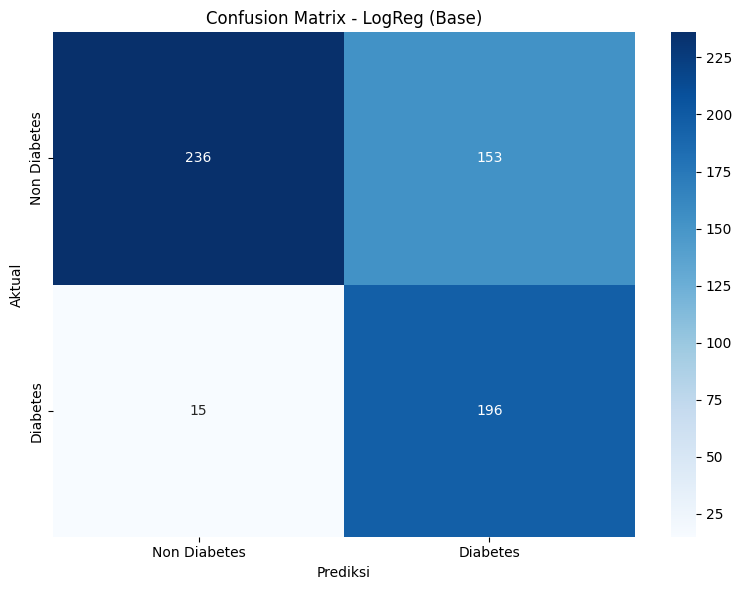 Confusion Matrix - LogReg (Base)
Aktual
Non Diabetes
Diabetes
236
153
15
196
Non Diabetes
Diabetes
Prediksi
225
200
175
150
125
100
75
50
25